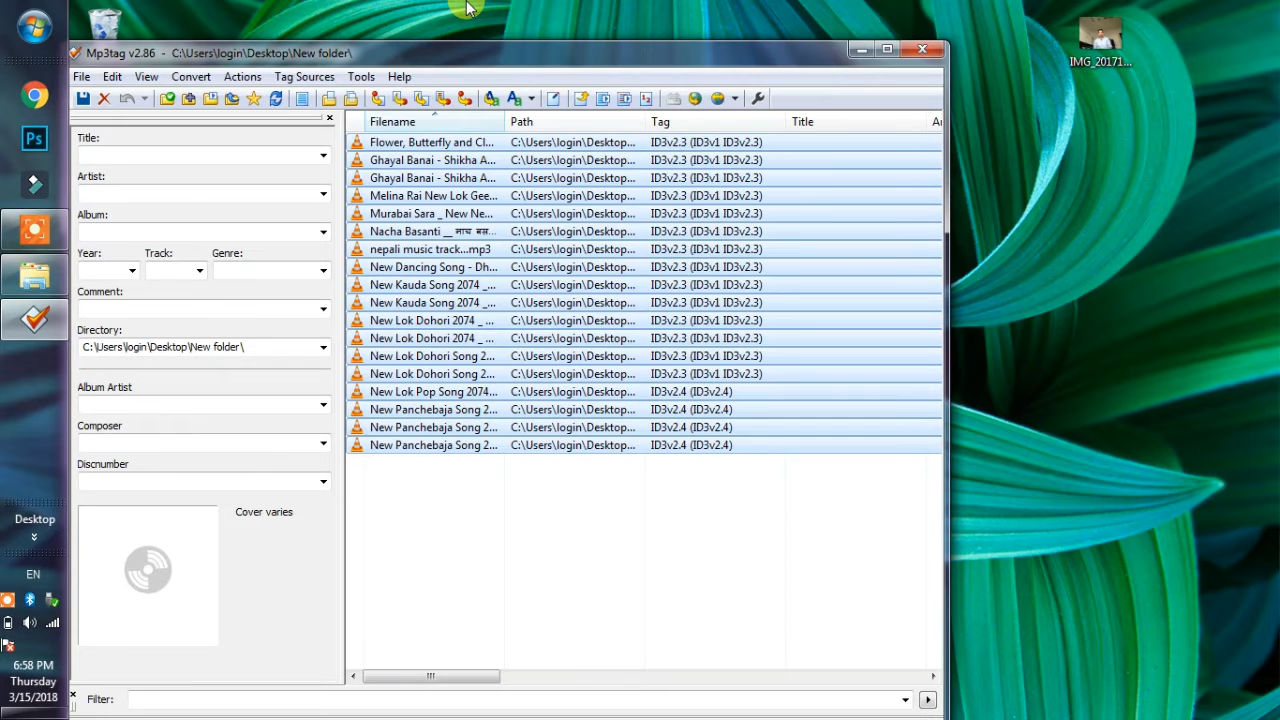 Mp3tag v2.86 - C:\Users\login\Desktop\New folder\
IMG_20171...
File Edit View Convert Actions Tag Sources Tools Help
Ps
Title:
Artist:
Album:
Year: Track: Genre:
Comment:
Directory:
C:\Users\login\Desktop\New folder\
Album Artist
Composer
Discnumber
Cover varies
Filename Path Tag Title
Flower, Butterfly and Cl... C:\Users\login\Desktop... ID3v2.3 (ID3v1 ID3v2.3)
Ghayal Banai - Shikha A... C:\Users\login\Desktop... ID3v2.3 (ID3v1 ID3v2.3)
Ghayal Banai - Shikha A... C:\Users\login\Desktop... ID3v2.3 (ID3v1 ID3v2.3)
Melina Rai New Lok Gee... C:\Users\login\Desktop... ID3v2.3 (ID3v1 ID3v2.3)
Murabai Sara _ New Ne... C:\Users\login\Desktop... ID3v2.3 (ID3v1 ID3v2.3)
Nacha Basanti __ नाच बस... C:\Users\login\Desktop... ID3v2.3 (ID3v1 ID3v2.3)
nepali music track...mp3 C:\Users\login\Desktop... ID3v2.3 (ID3v1 ID3v2.3)
New Dancing Song - Dh... C:\Users\login\Desktop... ID3v2.3 (ID3v1 ID3v2.3)
New Kauda Song 2074 _... C:\Users\login\Desktop... ID3v2.3 (ID3v1 ID3v2.3)
New Kauda Song 2074 _... C:\Users\login\Desktop... ID3v2.3 (ID3v1 ID3v2.3)
New Lok Dohori 2074 _ ... C:\Users\login\Desktop... ID3v2.3 (ID3v1 ID3v2.3)
New Lok Dohori 2074 _ ... C:\Users\login\Desktop... ID3v2.3 (ID3v1 ID3v2.3)
New Lok Dohori Song 2... C:\Users\login\Desktop... ID3v2.3 (ID3v1 ID3v2.3)
New Lok Dohori Song 2... C:\Users\login\Desktop... ID3v2.3 (ID3v1 ID3v2.3)
New Lok Pop Song 2074... C:\Users\login\Desktop... ID3v2.4 (ID3v2.4)
New Panchebaja Song 2... C:\Users\login\Desktop... ID3v2.4 (ID3v2.4)
New Panchebaja Song 2... C:\Users\login\Desktop... ID3v2.4 (ID3v2.4)
New Panchebaja Song 2... C:\Users\login\Desktop... ID3v2.4 (ID3v2.4)
Desktop
EN
6:58 PM
Thursday
3/15/2018
Filter: